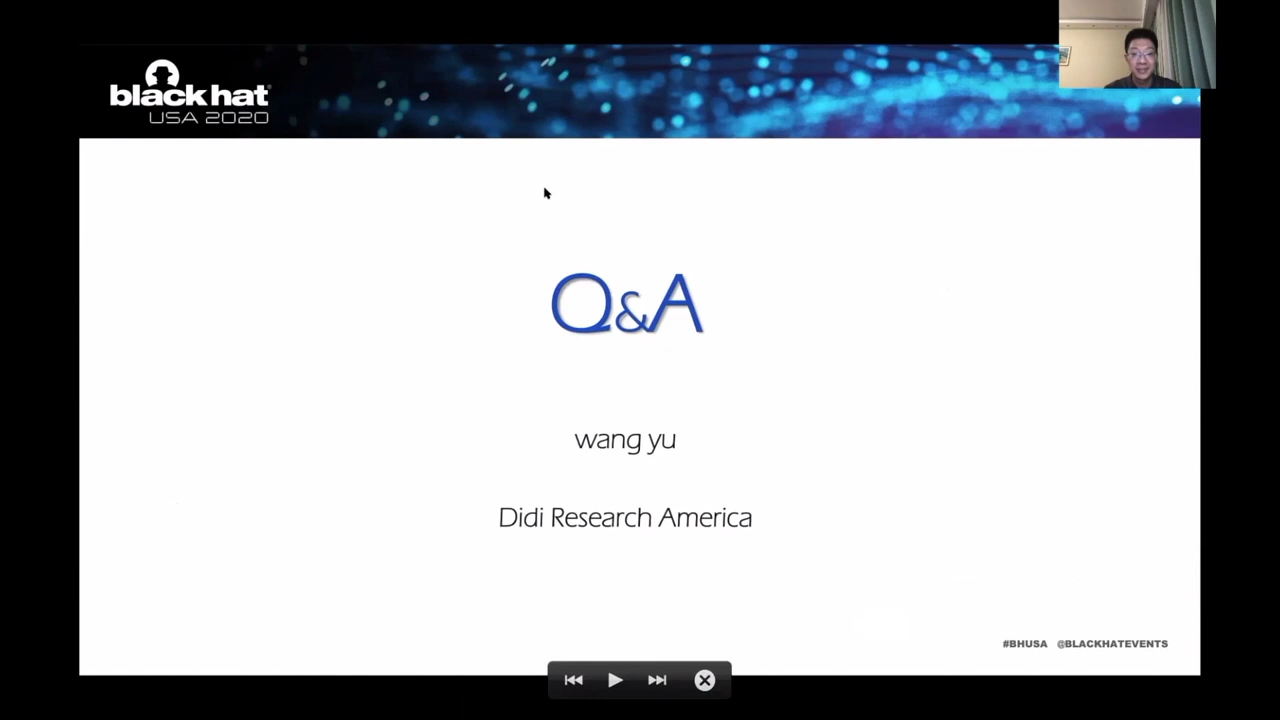 black hat
USA 2020
Q&A
wang yu
Didi Research America
#BHUSA @BLACKHATEVENTS